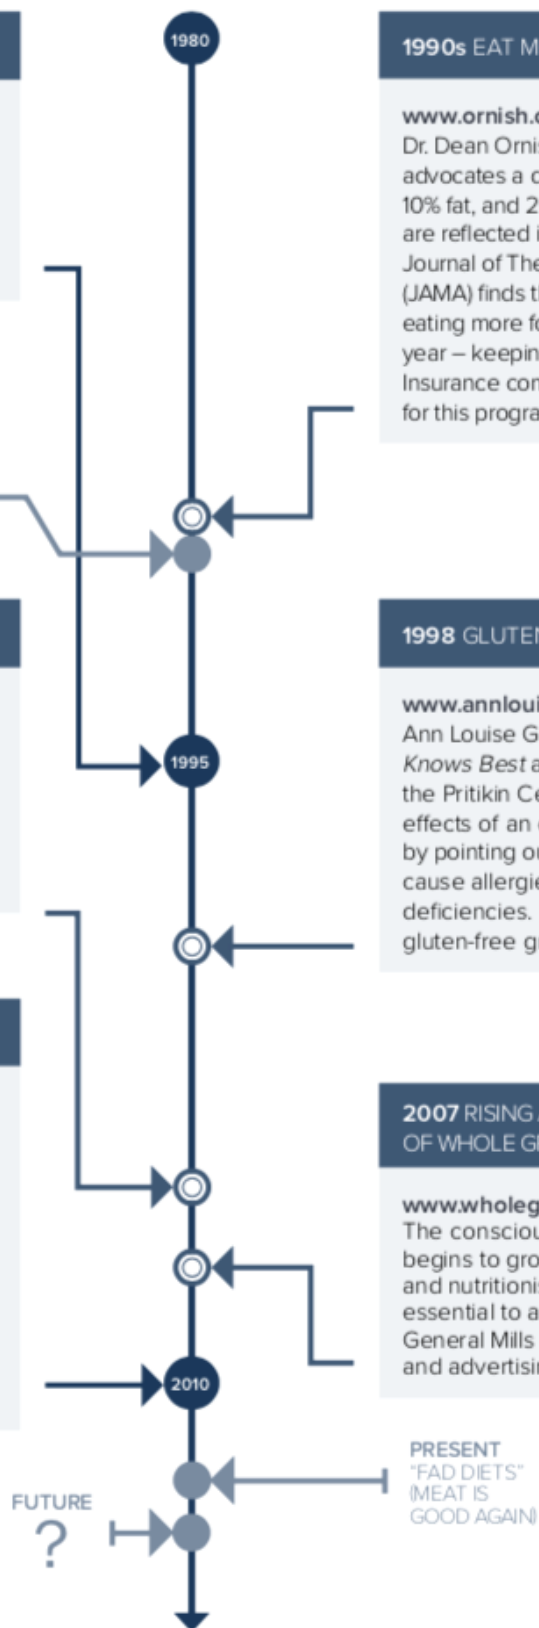 1980
1990s EAT M
www.ornish.c
Dr. Dean Ornis
advocates a d
10% fat, and 2
are reflected i
Journal of The
(JAMA) finds th
eating more fo
year – keepin
Insurance com
for this progra
1998 GLUTEN
www.annloui
Ann Louise G
Knows Best a
the Pritikin Ce
effects of an
by pointing ou
cause allergie
deficiencies.
gluten-free g
1995
2007 RISING A
OF WHOLE GR
www.wholeg
The consciou
begins to gro
and nutritionis
essential to a
General Mills
and advertisin
2010
PRESENT
"FAD DIETS"
(MEAT IS
GOOD AGAIN)
FUTURE
?